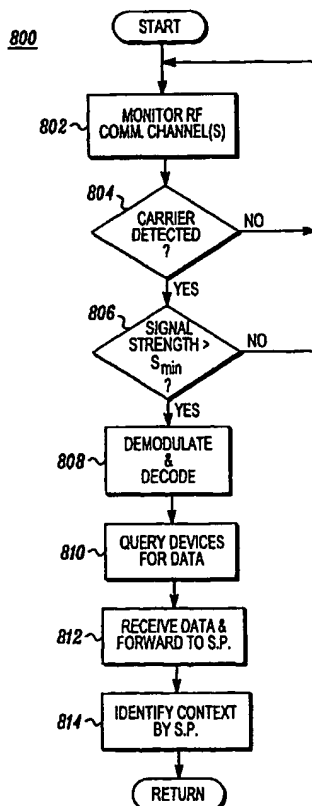 800
START
802
MONITOR RF
COMM. CHANNEL(S)
804
CARRIER
DETECTED
?
NO
YES
806
SIGNAL
STRENGTH >
Smin
?
NO
YES
808
DEMODULATE
&
DECODE
810
QUERY DEVICES
FOR DATA
812
RECEIVE DATA &
FORWARD TO S.P.
814
IDENTIFY CONTEXT
BY S.P.
RETURN